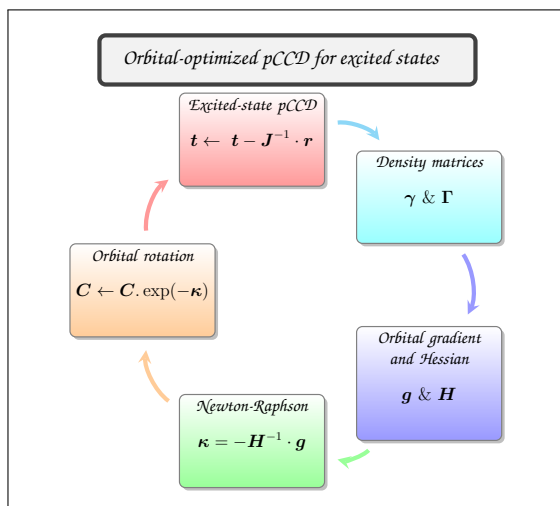 Orbital-optimized pCCD for excited states
Excited-state pCCD
t ← t − J⁻¹ · r
Density matrices
γ & Γ
Orbital gradient
and Hessian
g & H
Newton-Raphson
κ = −H⁻¹ · g
Orbital rotation
C ← C. exp(−κ)